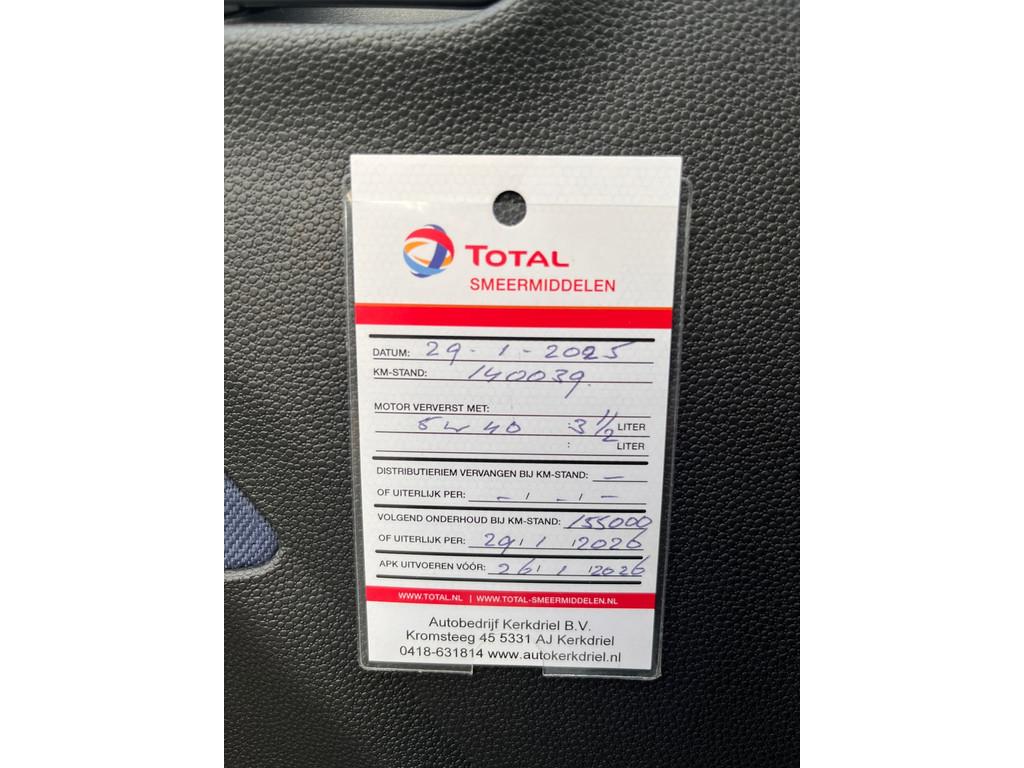 TOTAL
SMEERMIDDELEN
DATUM: 29-1-2025
KM-STAND: 140039.
MOTOR VERVERST MET:
5w40 : 3 1/2 LITER
: LITER
DISTRIBUTIERIEM VERVANGEN BIJ KM-STAND: —
OF UITERLIJK PER: - / - / -
VOLGEND ONDERHOUD BIJ KM-STAND: 155000
OF UITERLIJK PER: 29 / 1 / 2026
APK UITVOEREN VÓÓR: 26 / 1 / 2026
WWW.TOTAL.NL | WWW.TOTAL-SMEERMIDDELEN.NL
Autobedrijf Kerkdriel B.V.
Kromsteeg 45 5331 AJ Kerkdriel
0418-631814 www.autokerkdriel.nl